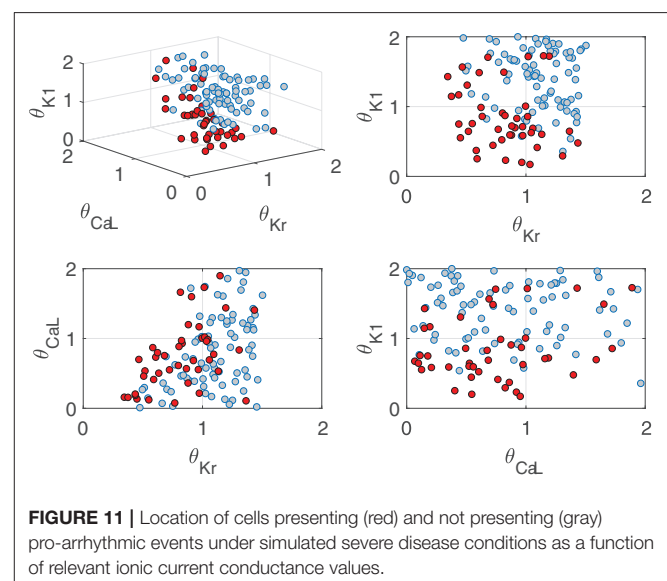 2
1
0
θK1
2
1
0
θCaL
0
1
2
θKr
2
1
0
θK1
0
1
2
θKr
2
1
0
θCaL
0
1
2
θKr
2
1
0
θK1
0
1
2
θCaL
FIGURE 11 | Location of cells presenting (red) and not presenting (gray)
pro-arrhythmic events under simulated severe disease conditions as a function
of relevant ionic current conductance values.